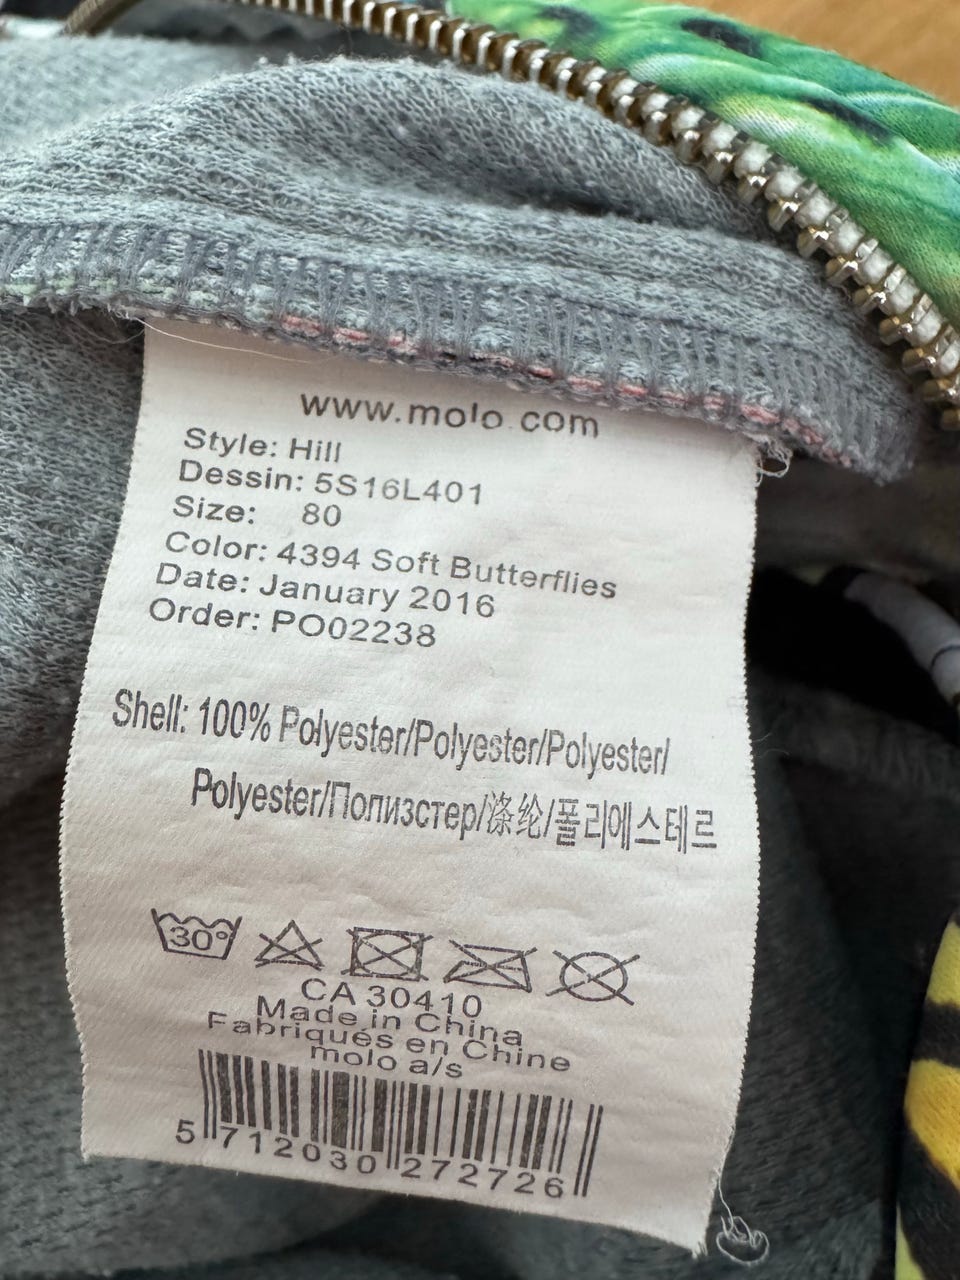 www.molo.com
Style: Hill
Dessin: 5S16L401
Size: 80
Color: 4394 Soft Butterflies
Date: January 2016
Order: PO02238
Shell: 100% Polyester/Polyester/Polyester/
Polyester/Полизстер/涤纶/폴리에스테르
30°
CA 30410
Made in China
Fabriqués en Chine
molo a/s
5 712030 272726